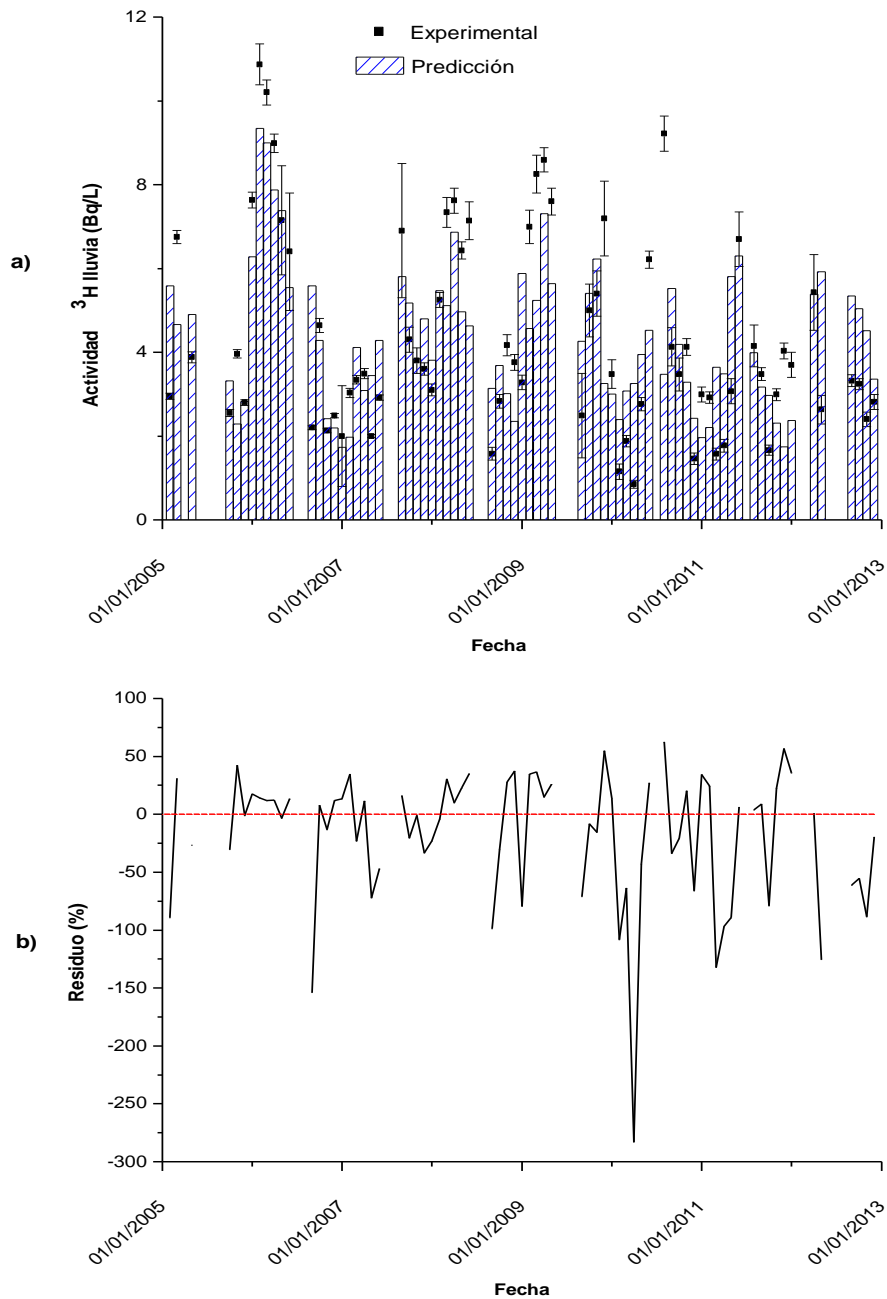 a)
Actividad ³H lluvia (Bq/L)
12
8
4
0
Experimental
Predicción
01/01/2005
01/01/2007
01/01/2009
01/01/2011
01/01/2013
Fecha
b)
Residuo (%)
100
50
0
-50
-100
-150
-200
-250
-300
01/01/2005
01/01/2007
01/01/2009
01/01/2011
01/01/2013
Fecha